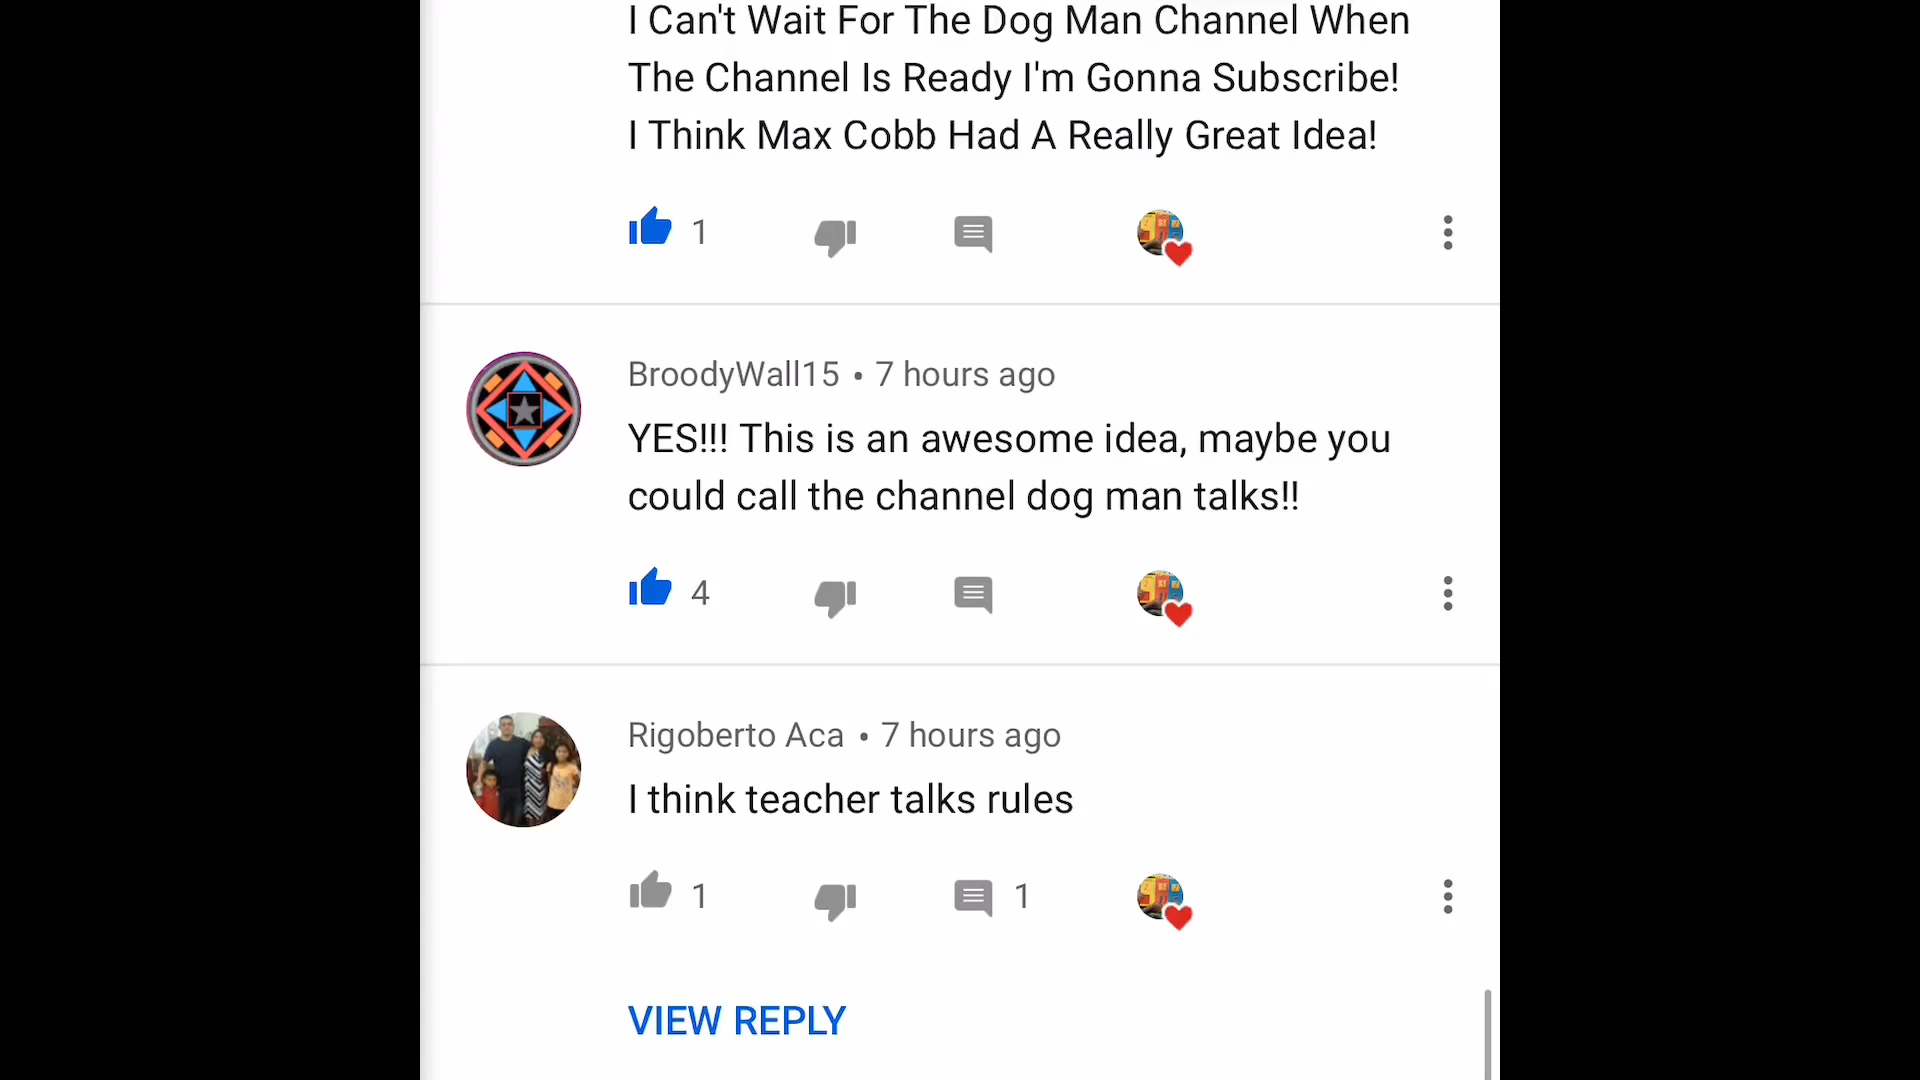 I Can't Wait For The Dog Man Channel When
The Channel Is Ready I'm Gonna Subscribe!
I Think Max Cobb Had A Really Great Idea!
1
BroodyWall15 • 7 hours ago
YES!!! This is an awesome idea, maybe you
could call the channel dog man talks!!
4
Rigoberto Aca • 7 hours ago
I think teacher talks rules
1 1
VIEW REPLY